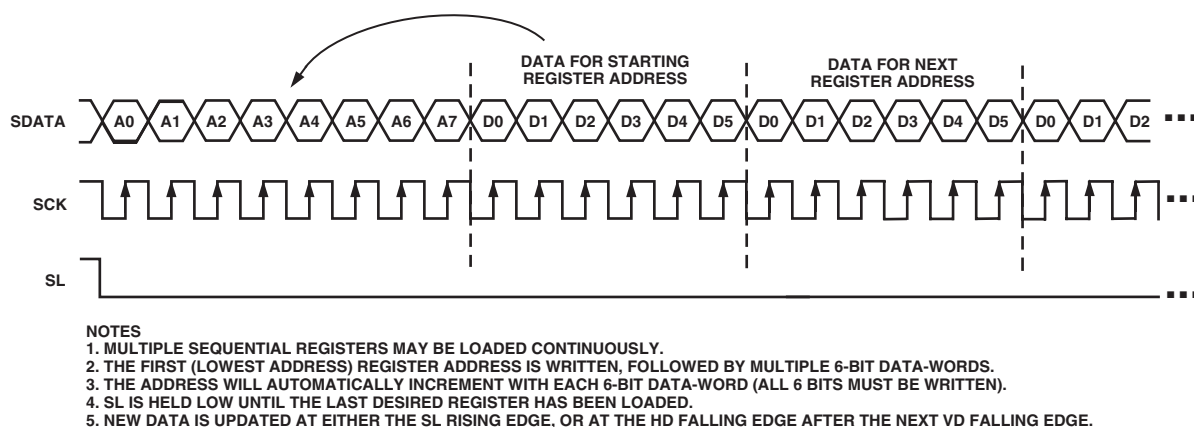 DATA FOR STARTING
REGISTER ADDRESS
DATA FOR NEXT
REGISTER ADDRESS
SDATA A0 A1 A2 A3 A4 A5 A6 A7 D0 D1 D2 D3 D4 D5 D0 D1 D2 D3 D4 D5 D0 D1 D2
SCK
SL
NOTES
1. MULTIPLE SEQUENTIAL REGISTERS MAY BE LOADED CONTINUOUSLY.
2. THE FIRST (LOWEST ADDRESS) REGISTER ADDRESS IS WRITTEN, FOLLOWED BY MULTIPLE 6-BIT DATA-WORDS.
3. THE ADDRESS WILL AUTOMATICALLY INCREMENT WITH EACH 6-BIT DATA-WORD (ALL 6 BITS MUST BE WRITTEN).
4. SL IS HELD LOW UNTIL THE LAST DESIRED REGISTER HAS BEEN LOADED.
5. NEW DATA IS UPDATED AT EITHER THE SL RISING EDGE, OR AT THE HD FALLING EDGE AFTER THE NEXT VD FALLING EDGE.